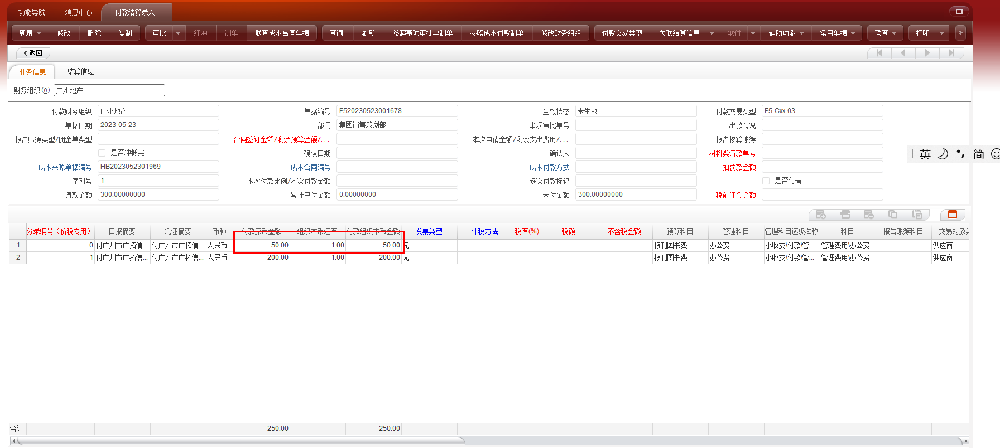 功能导航 消息中心 付款结算录入
新增 修改 删除 复制 审批 红冲 制单 联查成本合同单据 查询 刷新 参照事项审批单制单 参照成本付款制单 修改财务组织 付款交易类型 关联结算信息 承付 辅助功能 常用单据 联查 打印 »
返回
业务信息 结算信息
财务组织(O) 广州地产
付款财务组织 广州地产 单据编号 F520230523001678 生效状态 未生效 付款交易类型 F5-Cxx-03
单据日期 2023-05-23 部门 集团销售策划部 事项审批单号 出款情况
报告账簿类型/佣金单类型 合同签订金额/剩余预算金额/... 本次申请金额/剩余支出费用/... 报告核算账簿
是否冲抵完 确认日期 确认人 材料类请款单号
成本来源单据编号 HB2023052301969 成本合同编号 成本付款方式 扣罚款金额
序列号 1 本次付款比例/本次付款金额 多次付款标记 是否付清
请款金额 300.00000000 累计已付金额 0.00000000 未付金额 300.00000000 税前佣金金额
英 简
分录编号（价税专用） 日报摘要 凭证摘要 币种 付款原币金额 组织本币汇率 付款组织本币金额 发票类型 计税方法 税率(%) 税额 不含税金额 预算科目 管理科目 管理科目逐级名称 科目 报告账簿科目 交易对象类
1 0 付广州市广拓信... 付广州市广拓信... 人民币 50.00 1.00 50.00 无 报刊图书费 办公费 小收支\付款\管... 管理费用\办公费 供应商
2 1 付广州市广拓信... 付广州市广拓信... 人民币 200.00 1.00 200.00 无 报刊图书费 办公费 小收支\付款\管... 管理费用\办公费 供应商
合计 250.00 250.00